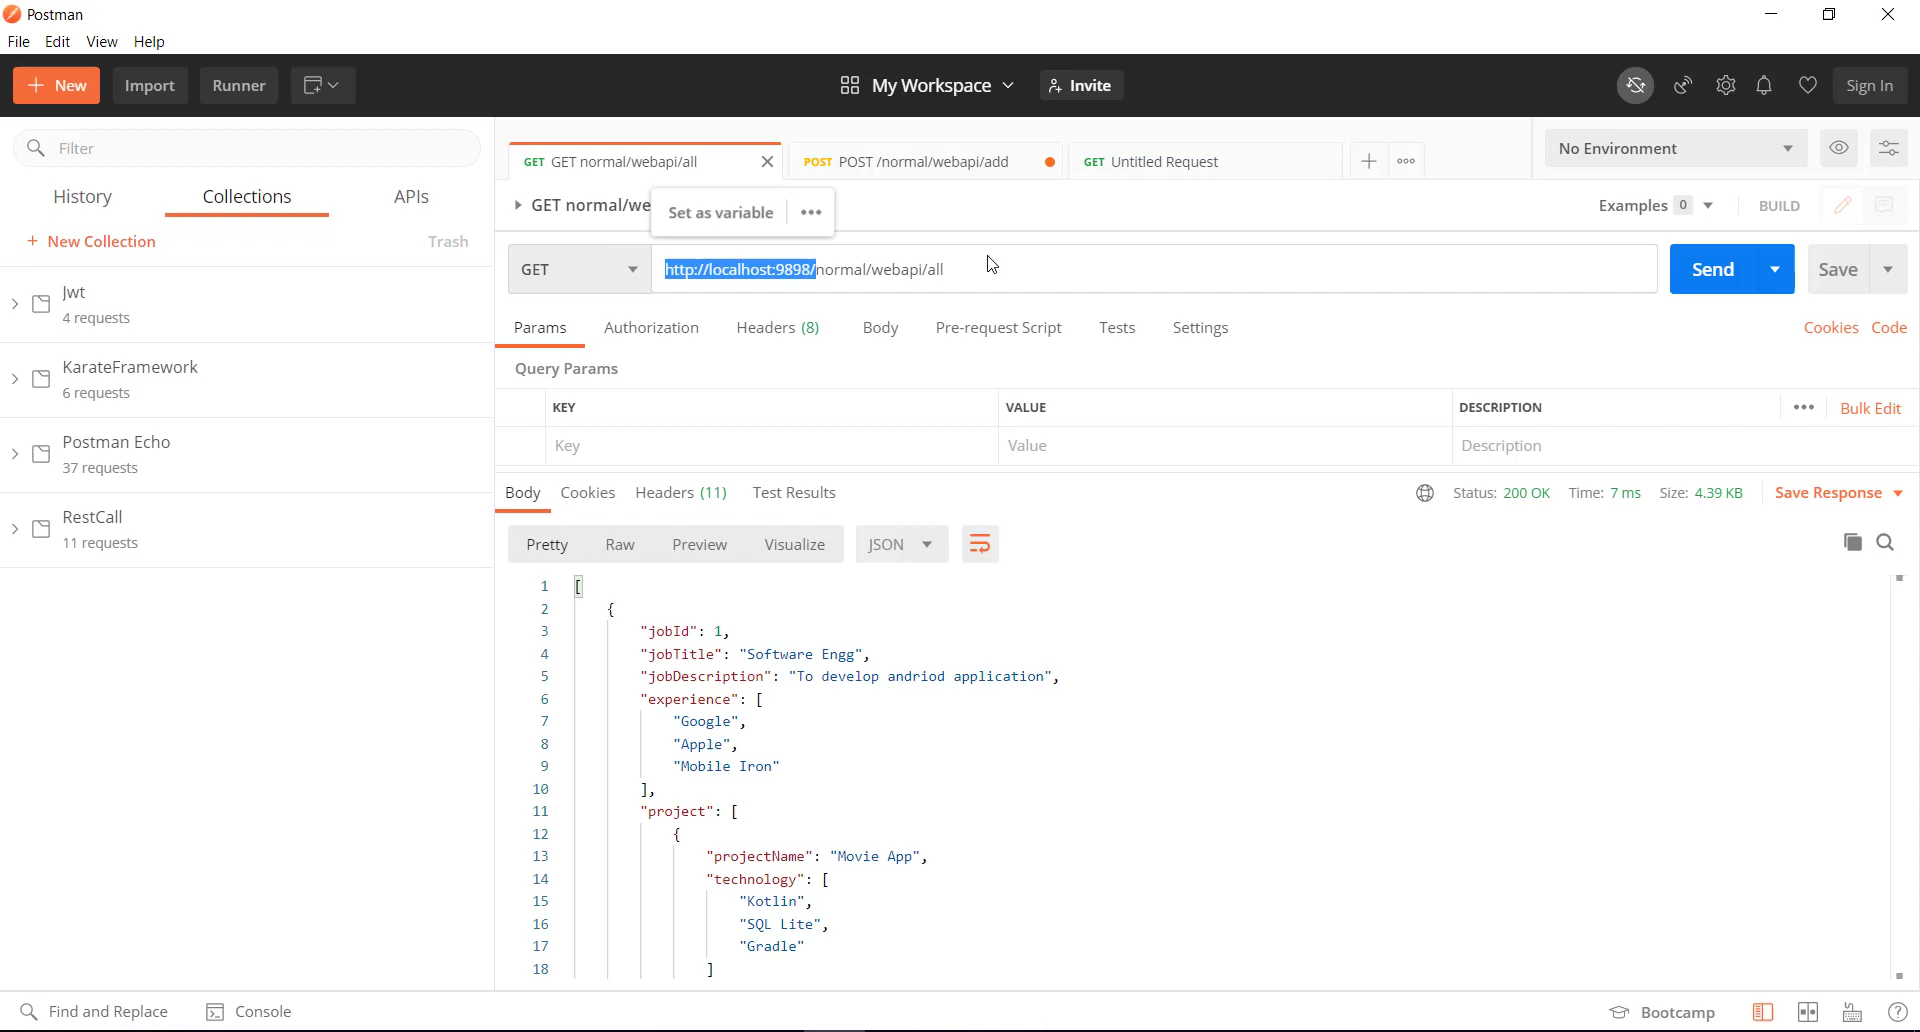 Postman
File Edit View Help
New Import Runner My Workspace Invite Sign In
Filter
History Collections APIs
+ New Collection Trash
Jwt
4 requests
KarateFramework
6 requests
Postman Echo
37 requests
RestCall
11 requests
GET GET normal/webapi/all POST POST /normal/webapi/add GET Untitled Request No Environment
GET normal/we Set as variable Examples 0 BUILD
GET http://localhost:9898/normal/webapi/all Send Save
Params Authorization Headers (8) Body Pre-request Script Tests Settings Cookies Code
Query Params
KEY VALUE DESCRIPTION Bulk Edit
Key Value Description
Body Cookies Headers (11) Test Results Status: 200 OK Time: 7 ms Size: 4.39 KB Save Response
Pretty Raw Preview Visualize JSON
1 [
2 {
3 "jobId": 1,
4 "jobTitle": "Software Engg",
5 "jobDescription": "To develop andriod application",
6 "experience": [
7 "Google",
8 "Apple",
9 "Mobile Iron"
10 ],
11 "project": [
12 {
13 "projectName": "Movie App",
14 "technology": [
15 "Kotlin",
16 "SQL Lite",
17 "Gradle"
18 ]
Find and Replace Console Bootcamp